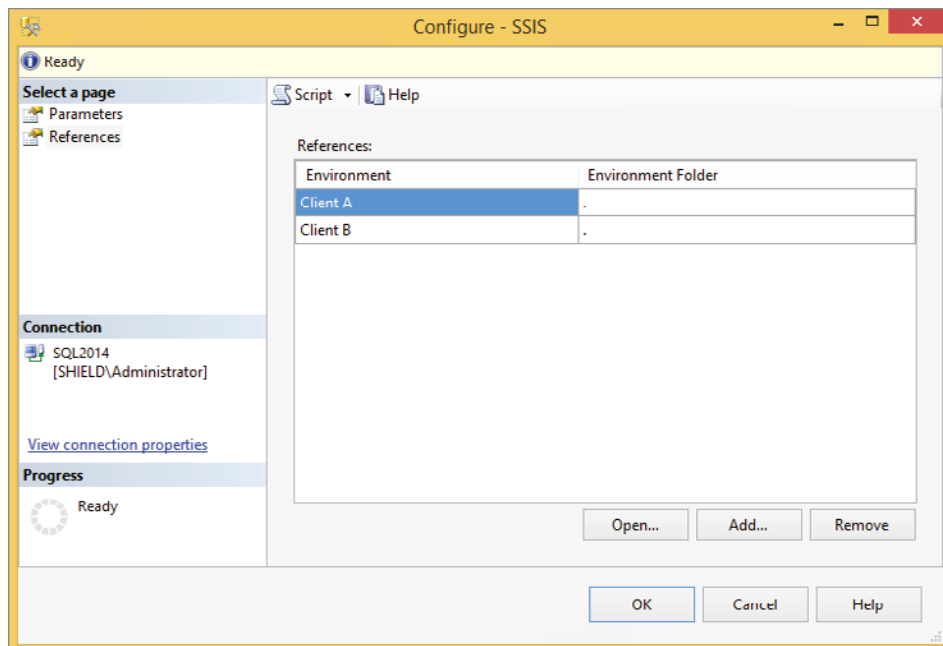 Configure - SSIS
Ready
Select a page
Parameters
References
Script Help
References:
Environment Environment Folder
Client A .
Client B .
Connection
SQL2014
[SHIELD\Administrator]
View connection properties
Progress
Ready
Open... Add... Remove
OK Cancel Help